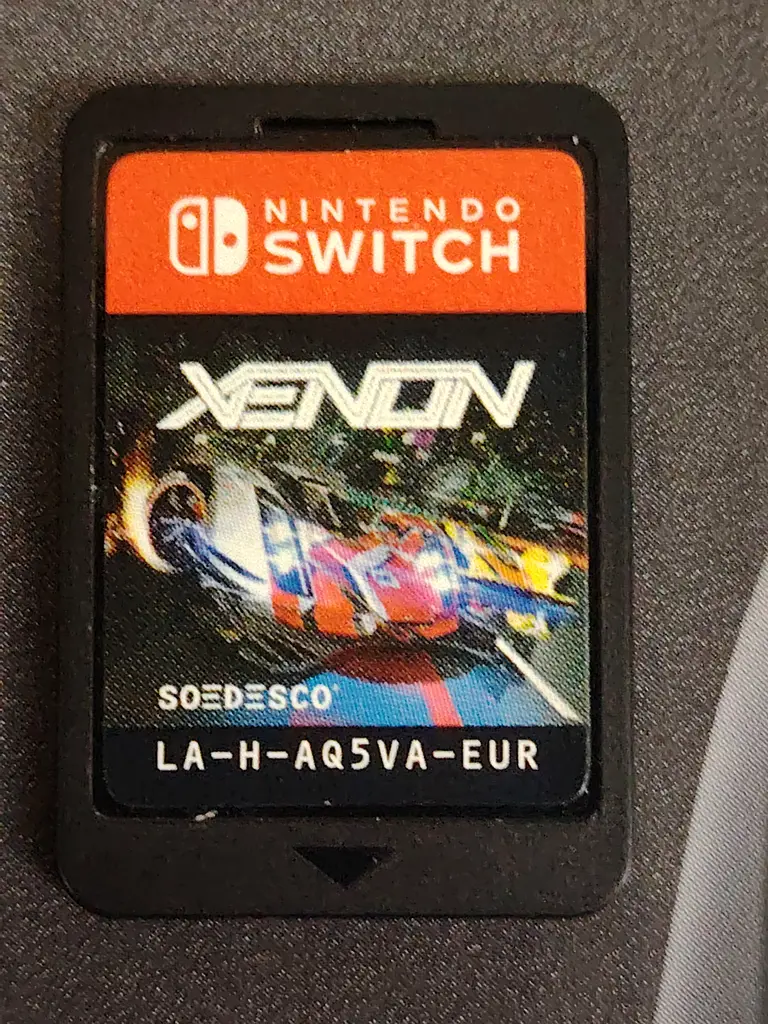 NINTENDO
SWITCH
XENON
SOEDESCO®
LA-H-AQ5VA-EUR